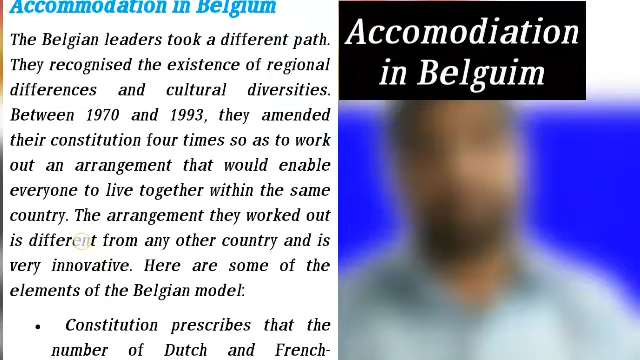 Accommodation in Belgium
The Belgian leaders took a different path.
They recognised the existence of regional
differences and cultural diversities.
Between 1970 and 1993, they amended
their constitution four times so as to work
out an arrangement that would enable
everyone to live together within the same
country. The arrangement they worked out
is different from any other country and is
very innovative. Here are some of the
elements of the Belgian model:
• Constitution prescribes that the
number of Dutch and French-
Accomodiation
in Belguim